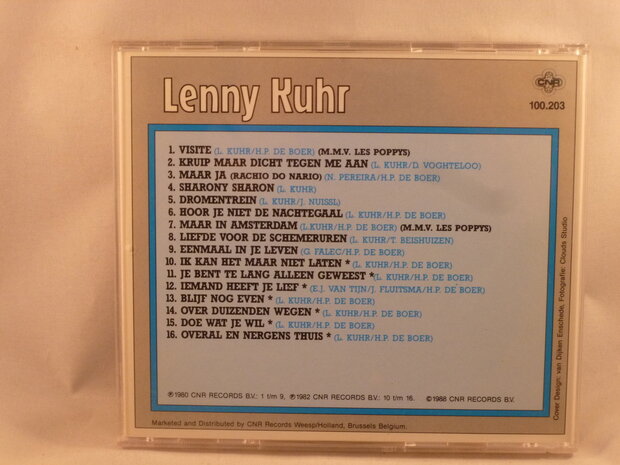 Lenny Kuhr
CNR
100.203
1. VISITE (L. KUHR/H.P. DE BOER) (M.M.V. LES POPPYS)
2. KRUIP MAAR DICHT TEGEN ME AAN (L. KUHR/D. VOGHTELOO)
3. MAAR JA (RACHIO DO NARIO) (N. PEREIRA/H.P. DE BOER)
4. SHARONY SHARON (L. KUHR)
5. DROMENTREIN (L. KUHR/J. NUISSL)
6. HOOR JE NIET DE NACHTEGAAL (L. KUHR/H.P. DE BOER)
7. MAAR IN AMSTERDAM (L.KUHR/H.P. DE BOER) (M.M.V. LES POPPYS)
8. LIEFDE VOOR DE SCHEMERUREN (L. KUHR/T. BEISHUIZEN)
9. EENMAAL IN JE LEVEN (G. FALEC/H.P. DE BOER)
10. IK KAN HET MAAR NIET LATEN * (L. KUHR/H.P. DE BOER)
11. JE BENT TE LANG ALLEEN GEWEEST *(L. KUHR/H.P. DE BOER)
12. IEMAND HEEFT JE LIEF * (E.J. VAN TIJN/J. FLUITSMA/H.P. DE BOER)
13. BLIJF NOG EVEN * (L. KUHR/H.P. DE BOER)
14. OVER DUIZENDEN WEGEN * (L. KUHR/H.P. DE BOER)
15. DOE WAT JE WIL * (L. KUHR/H.P. DE BOER)
16. OVERAL EN NERGENS THUIS * (L. KUHR/H.P. DE BOER)
℗1980 CNR RECORDS B.V.: 1 t/m 9, ℗1982 CNR RECORDS B.V.: 10 t/m 16. ©1988 CNR RECORDS B.V.
Marketed and Distributed by CNR Records Weesp/Holland, Brussels Belgium.
Cover Design: van Dijken Enschede, Fotografie: Clouds Studio